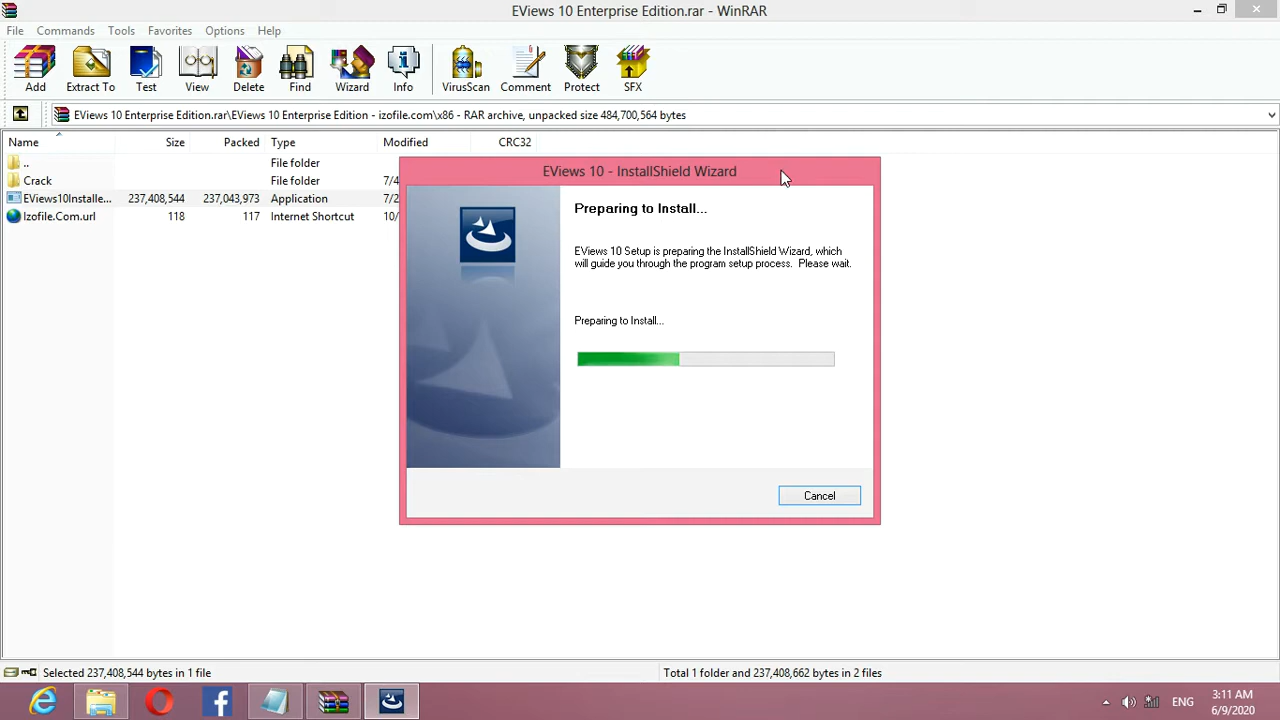 EViews 10 Enterprise Edition.rar - WinRAR
File Commands Tools Favorites Options Help
Add Extract To Test View Delete Find Wizard Info VirusScan Comment Protect SFX
EViews 10 Enterprise Edition.rar\EViews 10 Enterprise Edition - izofile.com\x86 - RAR archive, unpacked size 484,700,564 bytes
Name Size Packed Type Modified CRC32
.. File folder
Crack File folder 7/4
EViews10Installe... 237,408,544 237,043,973 Application 7/2
Izofile.Com.url 118 117 Internet Shortcut 10/
EViews 10 - InstallShield Wizard
Preparing to Install...
EViews 10 Setup is preparing the InstallShield Wizard, which
will guide you through the program setup process. Please wait.
Preparing to Install...
Cancel
Selected 237,408,544 bytes in 1 file
Total 1 folder and 237,408,662 bytes in 2 files
ENG
3:11 AM
6/9/2020